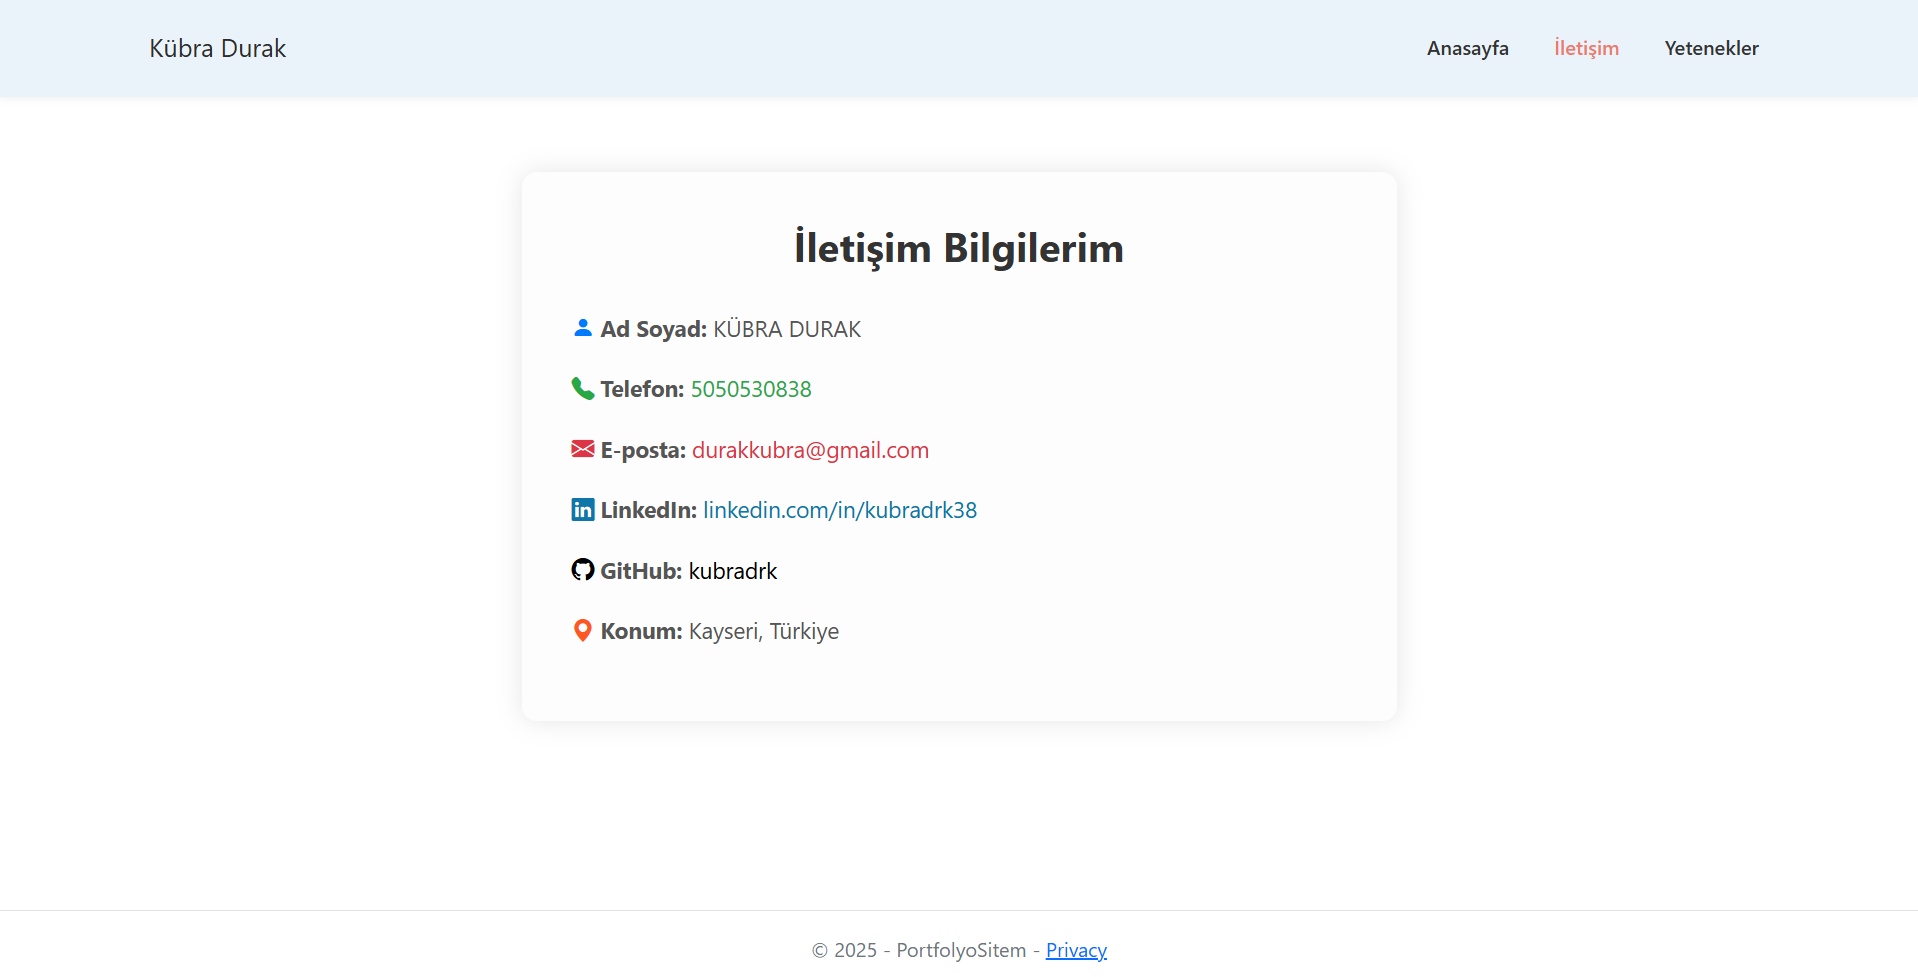 Kübra Durak
Anasayfa
İletişim
Yetenekler
İletişim Bilgilerim
Ad Soyad: KÜBRA DURAK
Telefon: 5050530838
E-posta: durakkubra@gmail.com
LinkedIn: linkedin.com/in/kubradrk38
GitHub: kubradrk
Konum: Kayseri, Türkiye
© 2025 - PortfolyoSitem - Privacy